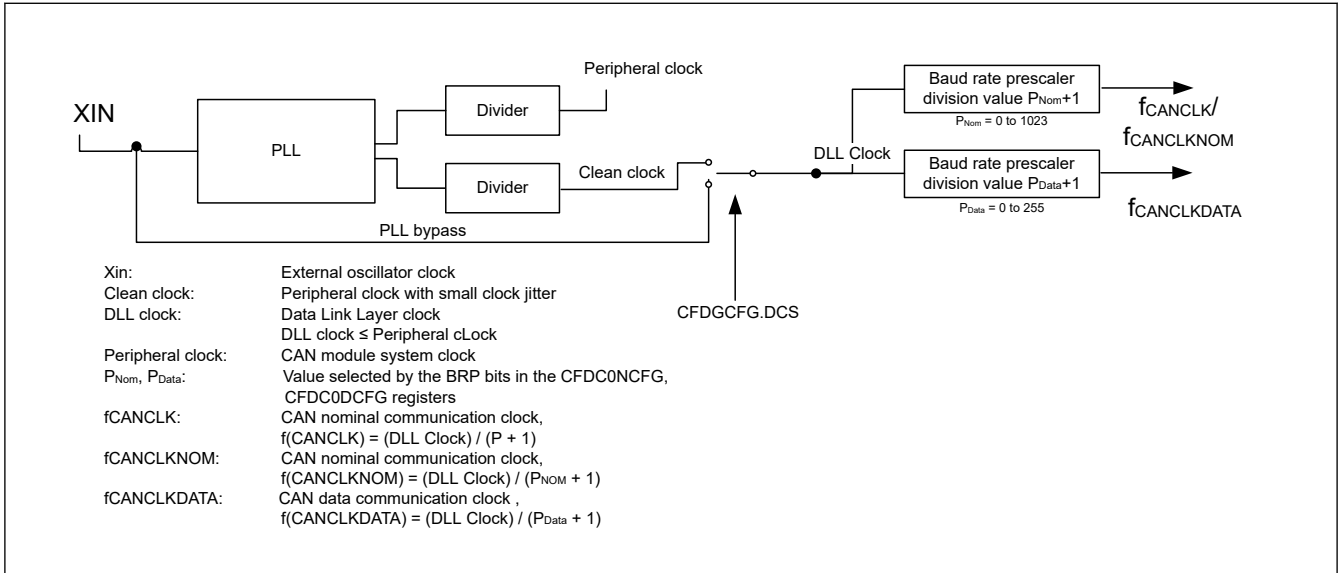 Peripheral clock
XIN
PLL
Divider
Divider
Clean clock
PLL bypass
CFDGCFG.DCS
DLL Clock
Baud rate prescaler
division value PNom+1
PNom = 0 to 1023
fCANCLK/
fCANCLKNOM
Baud rate prescaler
division value PData+1
PData = 0 to 255
fCANCLKDATA
Xin: External oscillator clock
Clean clock: Peripheral clock with small clock jitter
DLL clock: Data Link Layer clock
DLL clock ≤ Peripheral cLock
Peripheral clock: CAN module system clock
PNom, PData: Value selected by the BRP bits in the CFDC0NCFG,
CFDC0DCFG registers
fCANCLK: CAN nominal communication clock,
f(CANCLK) = (DLL Clock) / (P + 1)
fCANCLKNOM: CAN nominal communication clock,
f(CANCLKNOM) = (DLL Clock) / (PNOM + 1)
fCANCLKDATA: CAN data communication clock ,
f(CANCLKDATA) = (DLL Clock) / (PData + 1)